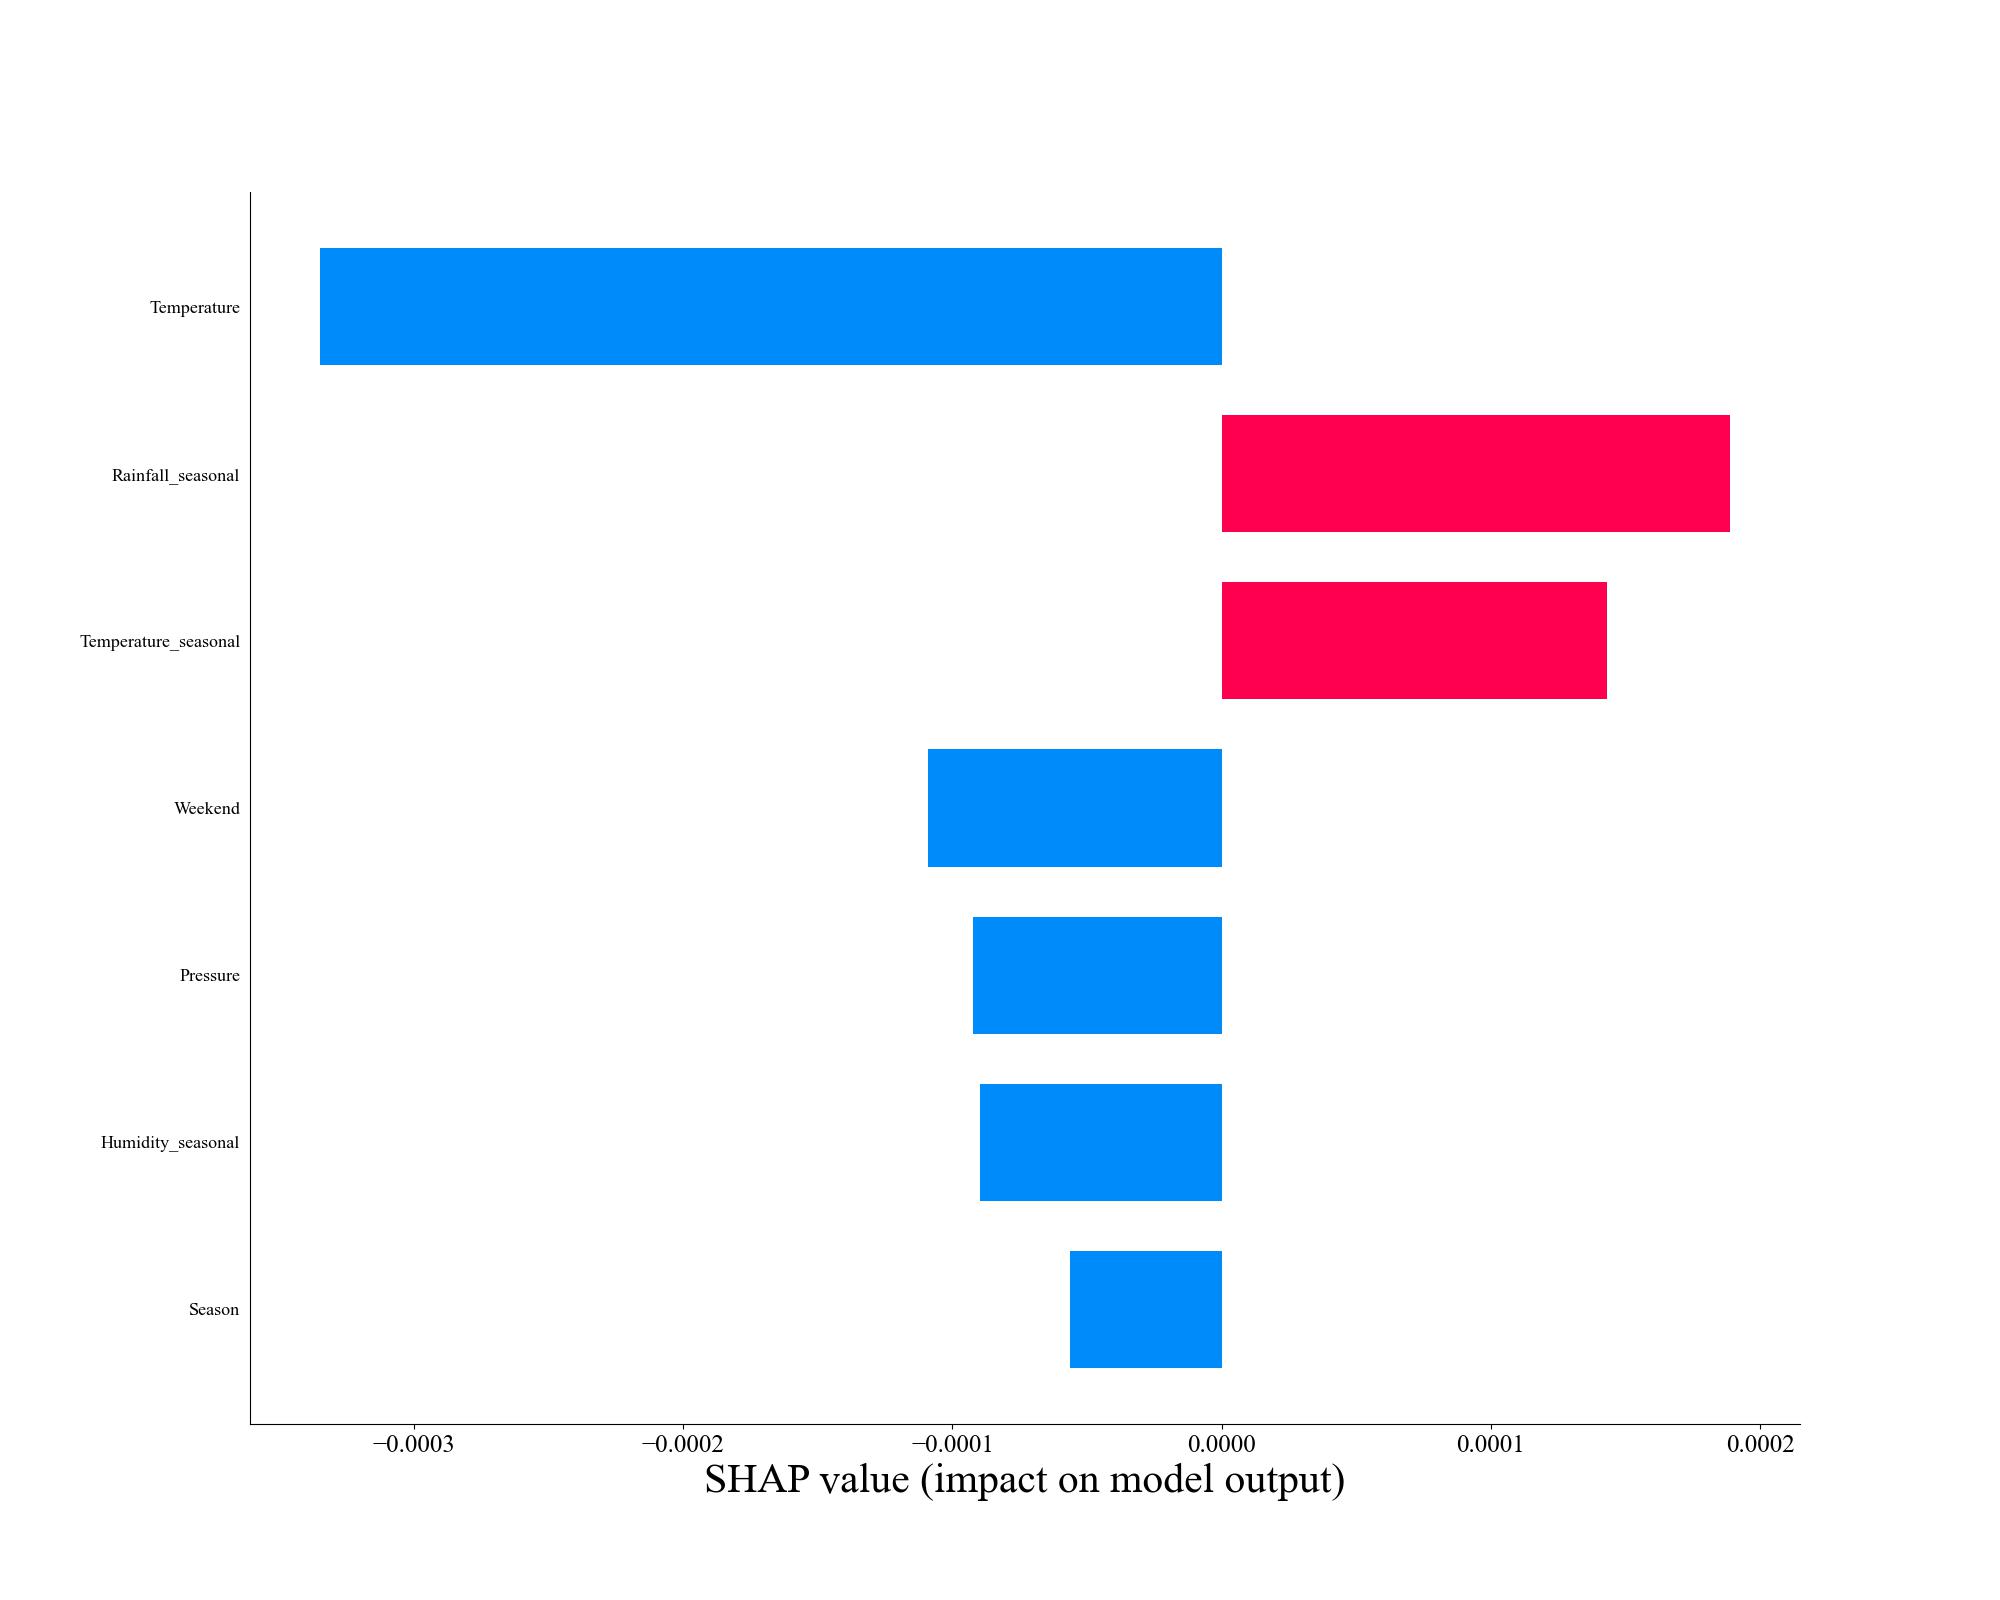 Temperature
Rainfall_seasonal
Temperature_seasonal
Weekend
Pressure
Humidity_seasonal
Season
−0.0003 −0.0002 −0.0001 0.0000 0.0001 0.0002
SHAP value (impact on model output)